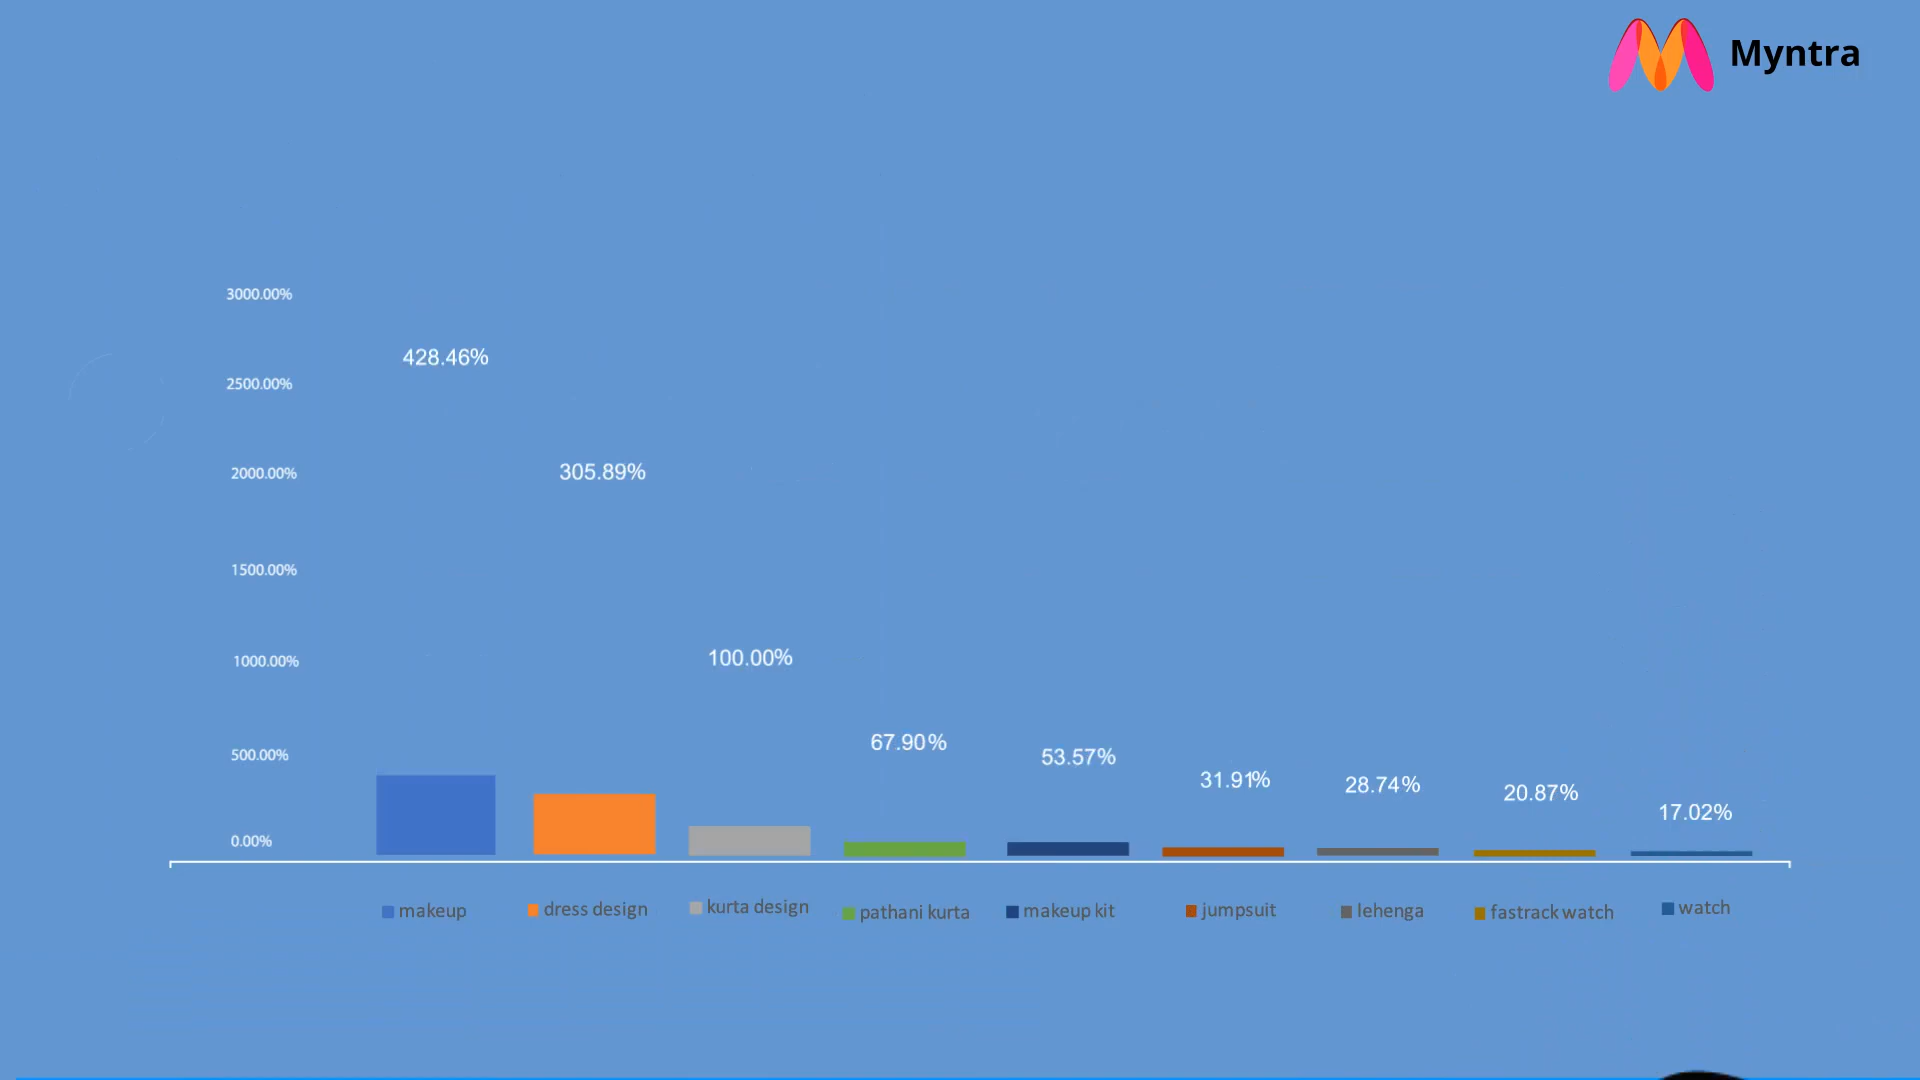 Myntra
3000.00%
428.46%
2500.00%
2000.00%
305.89%
1500.00%
1000.00%
100.00%
500.00%
67.90%
53.57%
31.91%
28.74%
20.87%
17.02%
0.00%
makeup
dress design
kurta design
pathani kurta
makeup kit
jumpsuit
lehenga
fastrack watch
watch